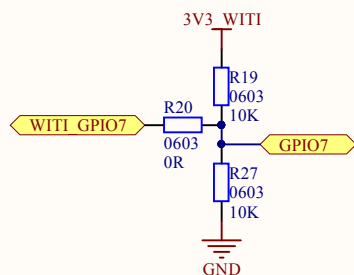 3V3_WITI
R19
0603
10K
R20
WITI_GPIO7
0603
0R
GPIO7
R27
0603
10K
GND